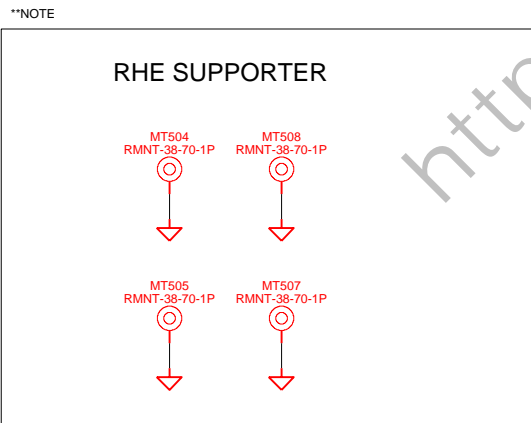 **NOTE
RHE SUPPORTER
MT504 MT508
RMNT-38-70-1P RMNT-38-70-1P
MT505 MT507
RMNT-38-70-1P RMNT-38-70-1P
http